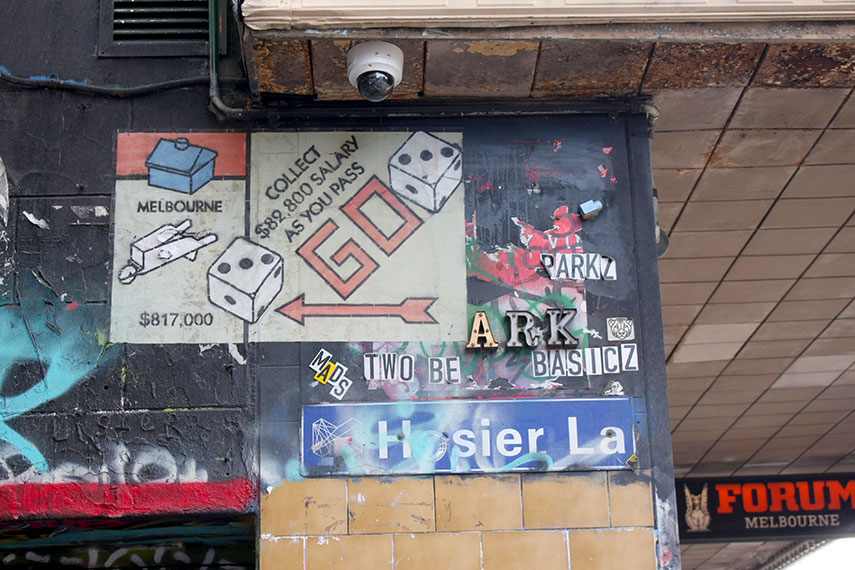 MELBOURNE
$817,000
COLLECT
$82,800 SALARY
AS YOU PASS
GO
PARKZ
ARK
MADS
TWO BE BASICZ
Hosier La
FORUM
MELBOURNE